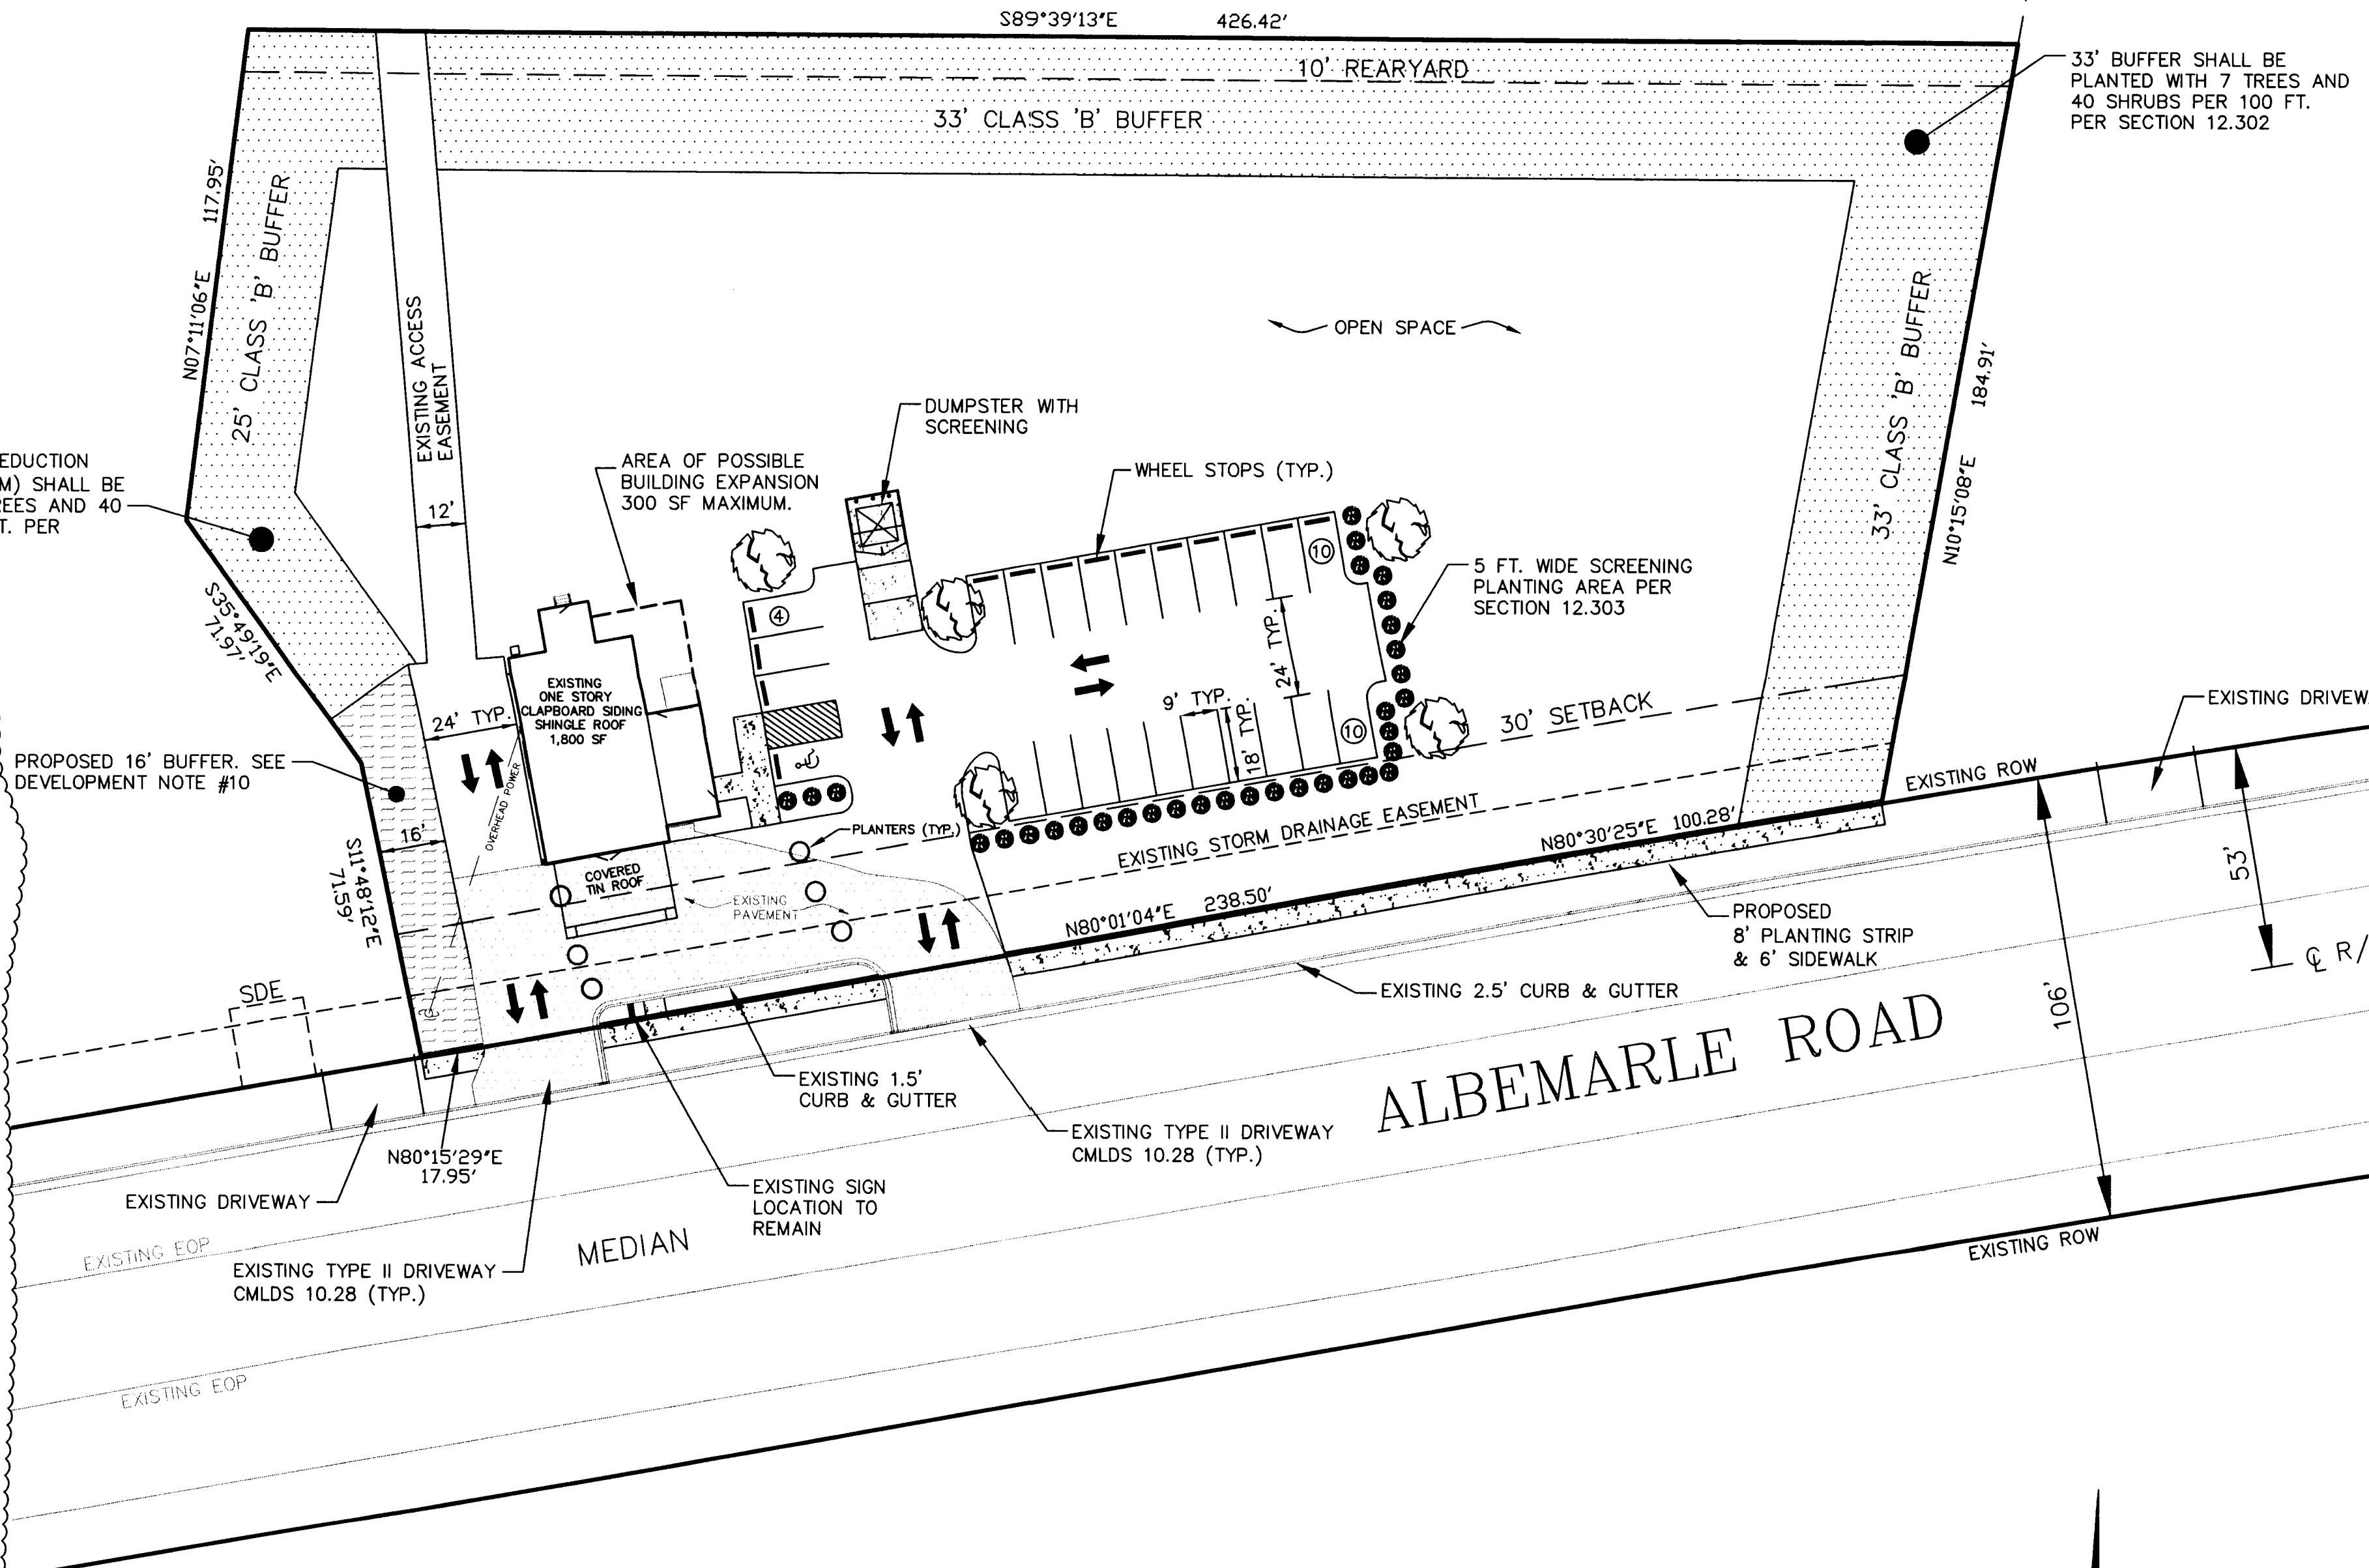 S89°39'13"E 426.42'
10' REARYARD
33' CLASS 'B' BUFFER
33' BUFFER SHALL BE
PLANTED WITH 7 TREES AND
40 SHRUBS PER 100 FT.
PER SECTION 12.302
117.95'
N07°11'06"E
25' CLASS 'B' BUFFER
EXISTING ACCESS
EASEMENT
12'
OPEN SPACE
33' CLASS 'B' BUFFER
184.91'
N10°15'08"E
DUMPSTER WITH
SCREENING
EDUCTION
M) SHALL BE
REES AND 40
T. PER
AREA OF POSSIBLE
BUILDING EXPANSION
300 SF MAXIMUM.
WHEEL STOPS (TYP.)
10
4
5 FT. WIDE SCREENING
PLANTING AREA PER
SECTION 12.303
S35°49'19"E
71.97'
EXISTING
ONE STORY
CLAPBOARD SIDING
SHINGLE ROOF
1,800 SF
24' TYP.
24' TYP.
9' TYP.
18' TYP.
10
30' SETBACK
EXISTING DRIVEW
PROPOSED 16' BUFFER. SEE
DEVELOPMENT NOTE #10
OVERHEAD POWER
16'
S11°48'12"E
71.59'
PLANTERS (TYP.)
EXISTING STORM DRAINAGE EASEMENT
EXISTING ROW
N80°30'25"E 100.28'
53'
COVERED
TIN ROOF
EXISTING
PAVEMENT
N80°01'04"E 238.50'
PROPOSED
8' PLANTING STRIP
& 6' SIDEWALK
℄ R/
SDE
EXISTING 2.5' CURB & GUTTER
106'
ALBEMARLE ROAD
EXISTING 1.5'
CURB & GUTTER
EXISTING TYPE II DRIVEWAY
CMLDS 10.28 (TYP.)
N80°15'29"E
17.95'
EXISTING DRIVEWAY
EXISTING SIGN
LOCATION TO
REMAIN
MEDIAN
EXISTING ROW
EXISTING EOP
EXISTING TYPE II DRIVEWAY
CMLDS 10.28 (TYP.)
EXISTING EOP